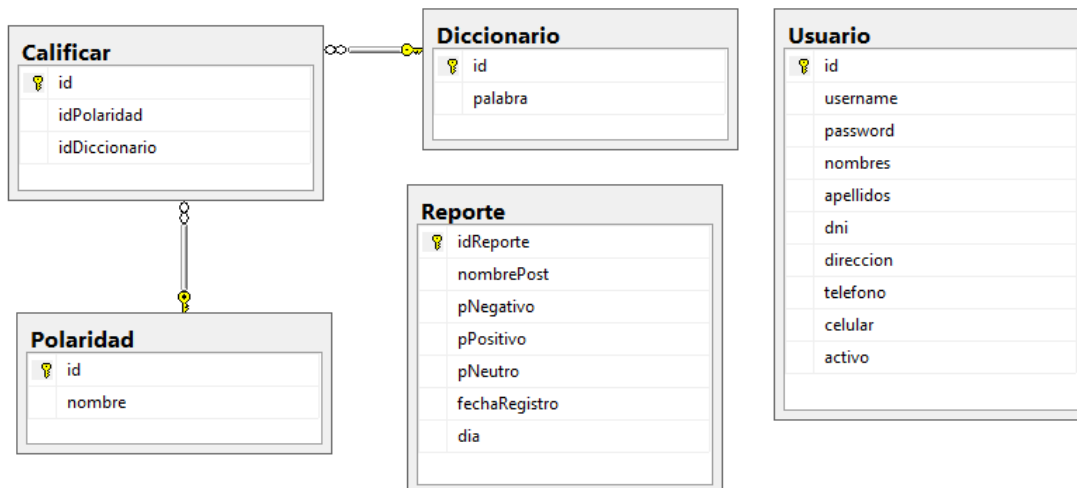 Calificar
id
idPolaridad
idDiccionario
Diccionario
id
palabra
Usuario
id
username
password
nombres
apellidos
dni
direccion
telefono
celular
activo
Reporte
idReporte
nombrePost
pNegativo
pPositivo
pNeutro
fechaRegistro
dia
Polaridad
id
nombre